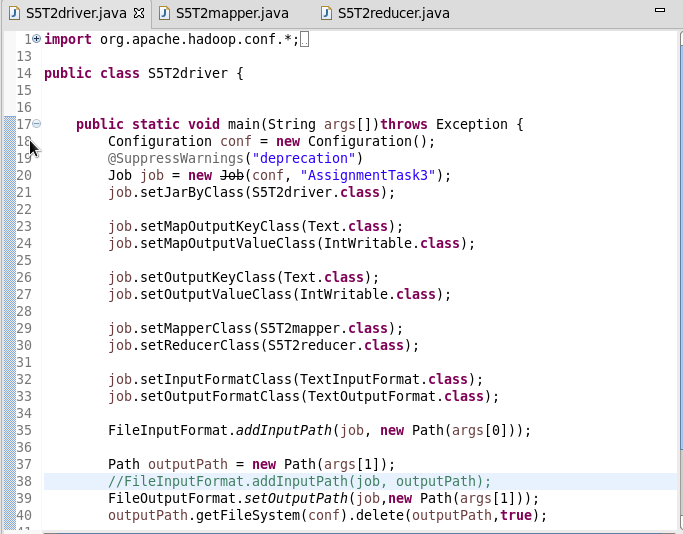 S5T2driver.java S5T2mapper.java S5T2reducer.java
1 import org.apache.hadoop.conf.*;
13
14 public class S5T2driver {
15
16
17 public static void main(String args[])throws Exception {
18 Configuration conf = new Configuration();
19 @SuppressWarnings("deprecation")
20 Job job = new Job(conf, "AssignmentTask3");
21 job.setJarByClass(S5T2driver.class);
22
23 job.setMapOutputKeyClass(Text.class);
24 job.setMapOutputValueClass(IntWritable.class);
25
26 job.setOutputKeyClass(Text.class);
27 job.setOutputValueClass(IntWritable.class);
28
29 job.setMapperClass(S5T2mapper.class);
30 job.setReducerClass(S5T2reducer.class);
31
32 job.setInputFormatClass(TextInputFormat.class);
33 job.setOutputFormatClass(TextOutputFormat.class);
34
35 FileInputFormat.addInputPath(job, new Path(args[0]));
36
37 Path outputPath = new Path(args[1]);
38 //FileInputFormat.addInputPath(job, outputPath);
39 FileOutputFormat.setOutputPath(job,new Path(args[1]));
40 outputPath.getFileSystem(conf).delete(outputPath,true);